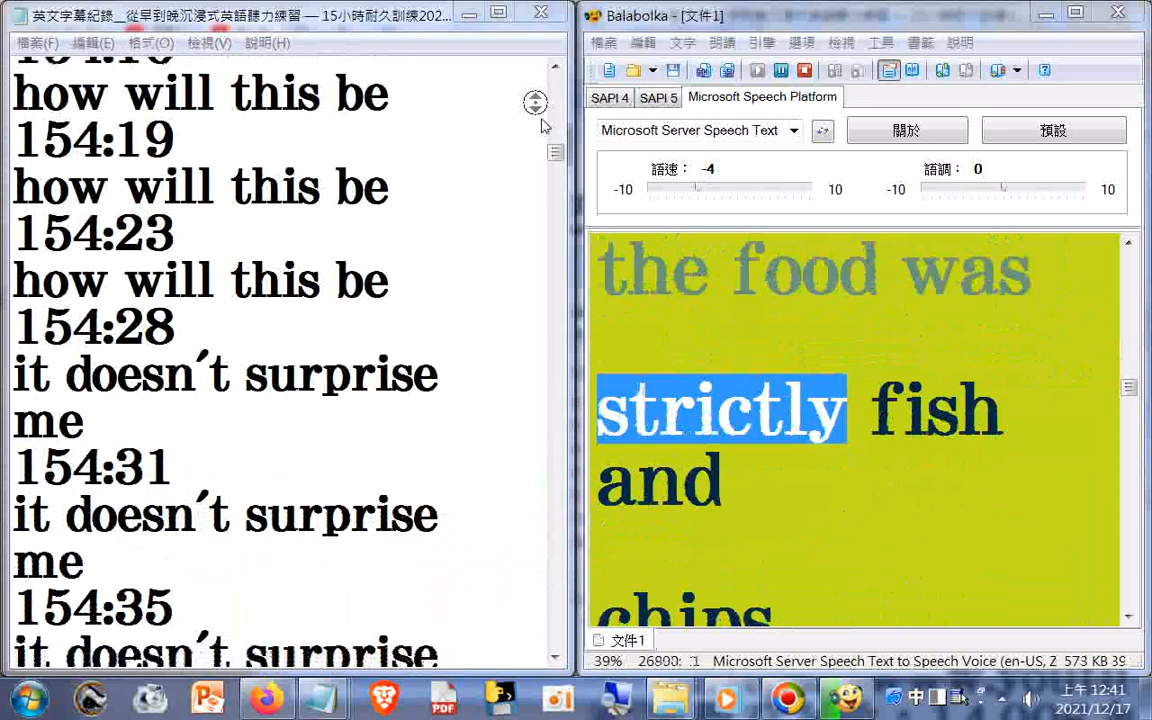 英文字幕紀錄__從早到晚沉浸式英語聽力練習 — 15小時耐久訓練202...
檔案(F) 編輯(E) 格式(O) 檢視(V) 說明(H)
how will this be
154:19
how will this be
154:23
how will this be
154:28
it doesn't surprise
me
154:31
it doesn't surprise
me
154:35
it doesn't surprise
Balabolka - [文件1]
檔案 編輯 文字 朗讀 引擎 選項 檢視 工具 書籤 說明
SAPI 4 SAPI 5 Microsoft Speech Platform
Microsoft Server Speech Text 關於 預設
語速： -4 語調： 0
-10 10 -10 10
the food was
strictly fish
and
chips
文件1
39% 26800: 1 Microsoft Server Speech Text to Speech Voice (en-US, Z 573 KB 39
PDF
中
上午 12:41
2021/12/17